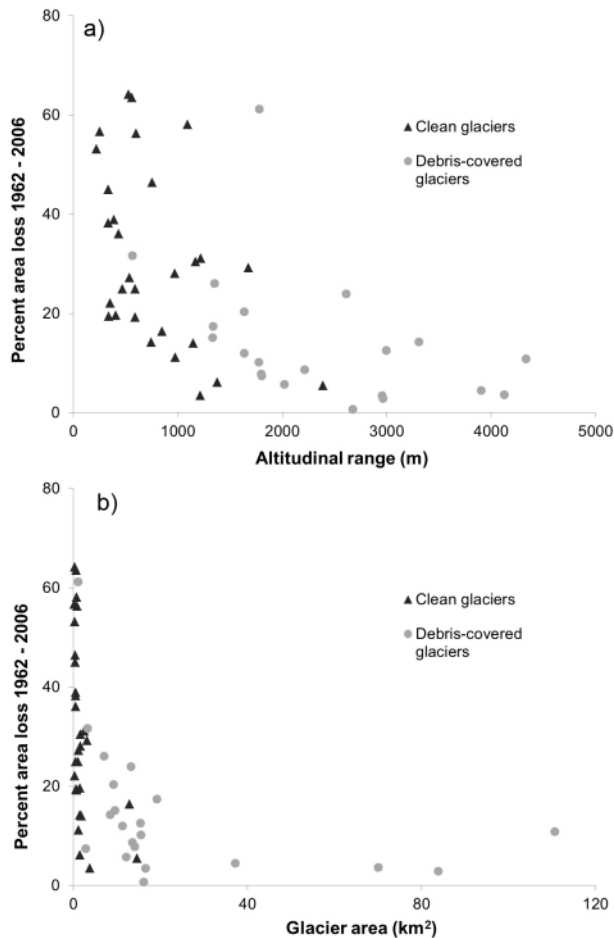 a)
80
60
40
20
0
Percent area loss 1962 - 2006
Clean glaciers
Debris-covered
glaciers
0 1000 2000 3000 4000 5000
Altitudinal range (m)
b)
80
60
40
20
0
Percent area loss 1962 - 2006
Clean glaciers
Debris-covered
glaciers
0 40 80 120
Glacier area (km²)